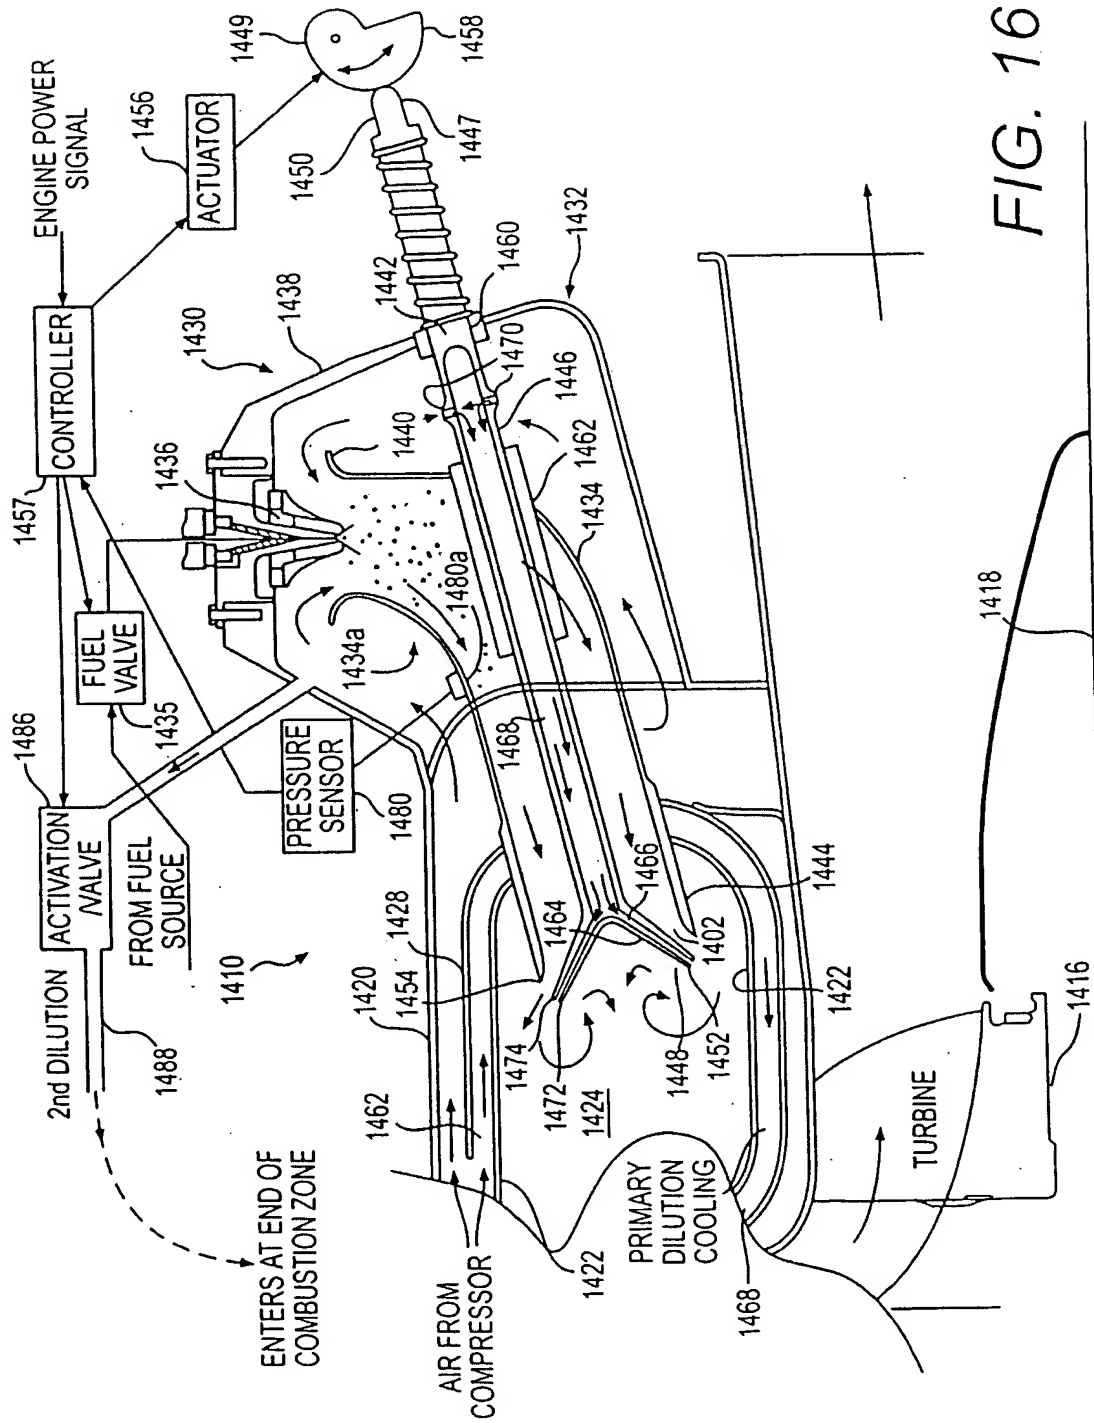 FIG. 16
ENGINE POWER
SIGNAL
1456
ACTUATOR
1449
1458
1457
CONTROLLER
1430
1438
1450
1447
1442
1460
1432
1470
1446
1440
1462
1434
1436
1480a
1434a
FUEL
VALVE
1435
1486
ACTIVATION
VALVE
2nd DILUTION
1488
FROM FUEL
SOURCE
PRESSURE
SENSOR
1480
1410
1468
1428
1420
1454
1464
1466
1444
1402
1422
1474
1472
1424
1448
1452
1462
ENTERS AT END OF
COMBUSTION ZONE
AIR FROM
COMPRESSOR
1422
PRIMARY
DILUTION
COOLING
1468
TURBINE
1416
1418